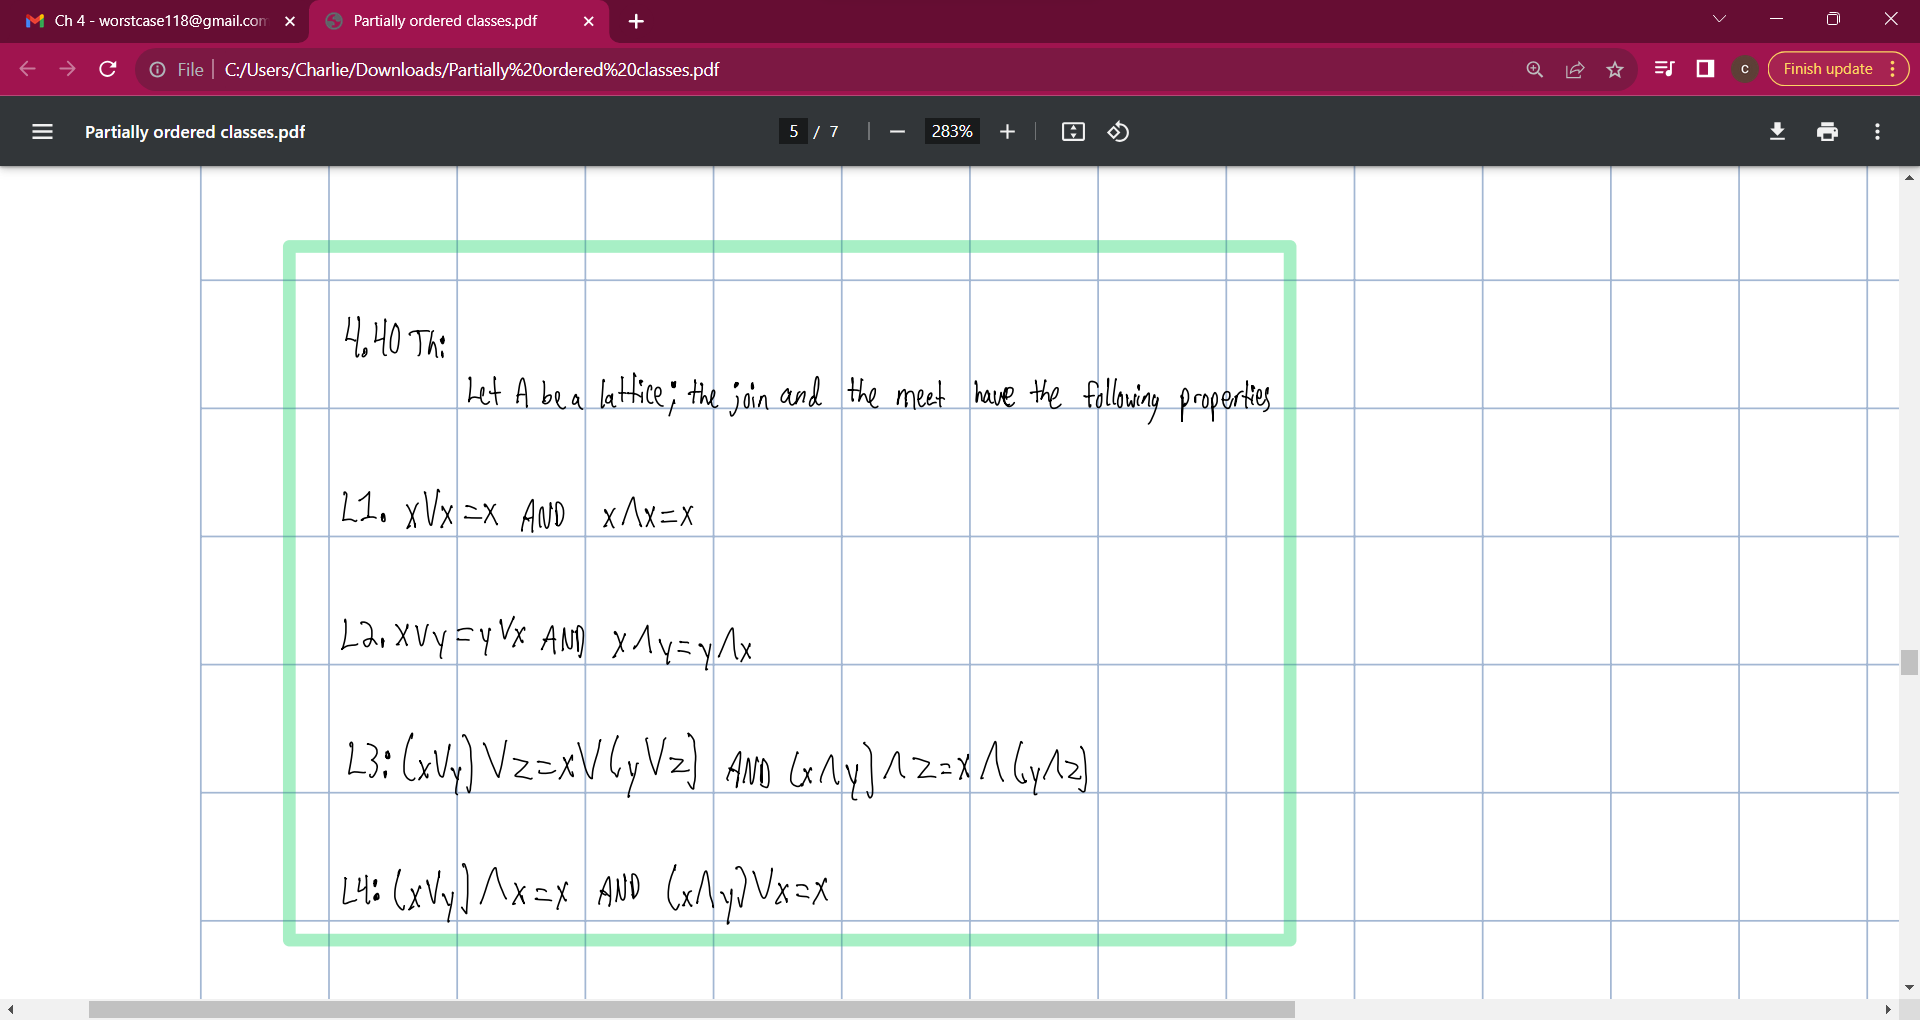 Ch 4 - worstcase118@gmail.com
Partially ordered classes.pdf
File | C:/Users/Charlie/Downloads/Partially%20ordered%20classes.pdf
C
Finish update
Partially ordered classes.pdf
5 / 7
283%
4.40 Th:
Let A be a lattice; the join and the meet have the following properties
L1. x∨x=x AND x∧x=x
L2. x∨y=y∨x AND x∧y=y∧x
L3: (x∨y)∨z=x∨(y∨z) AND (x∧y)∧z=x∧(y∧z)
L4: (x∨y)∧x=x AND (x∧y)∨x=x